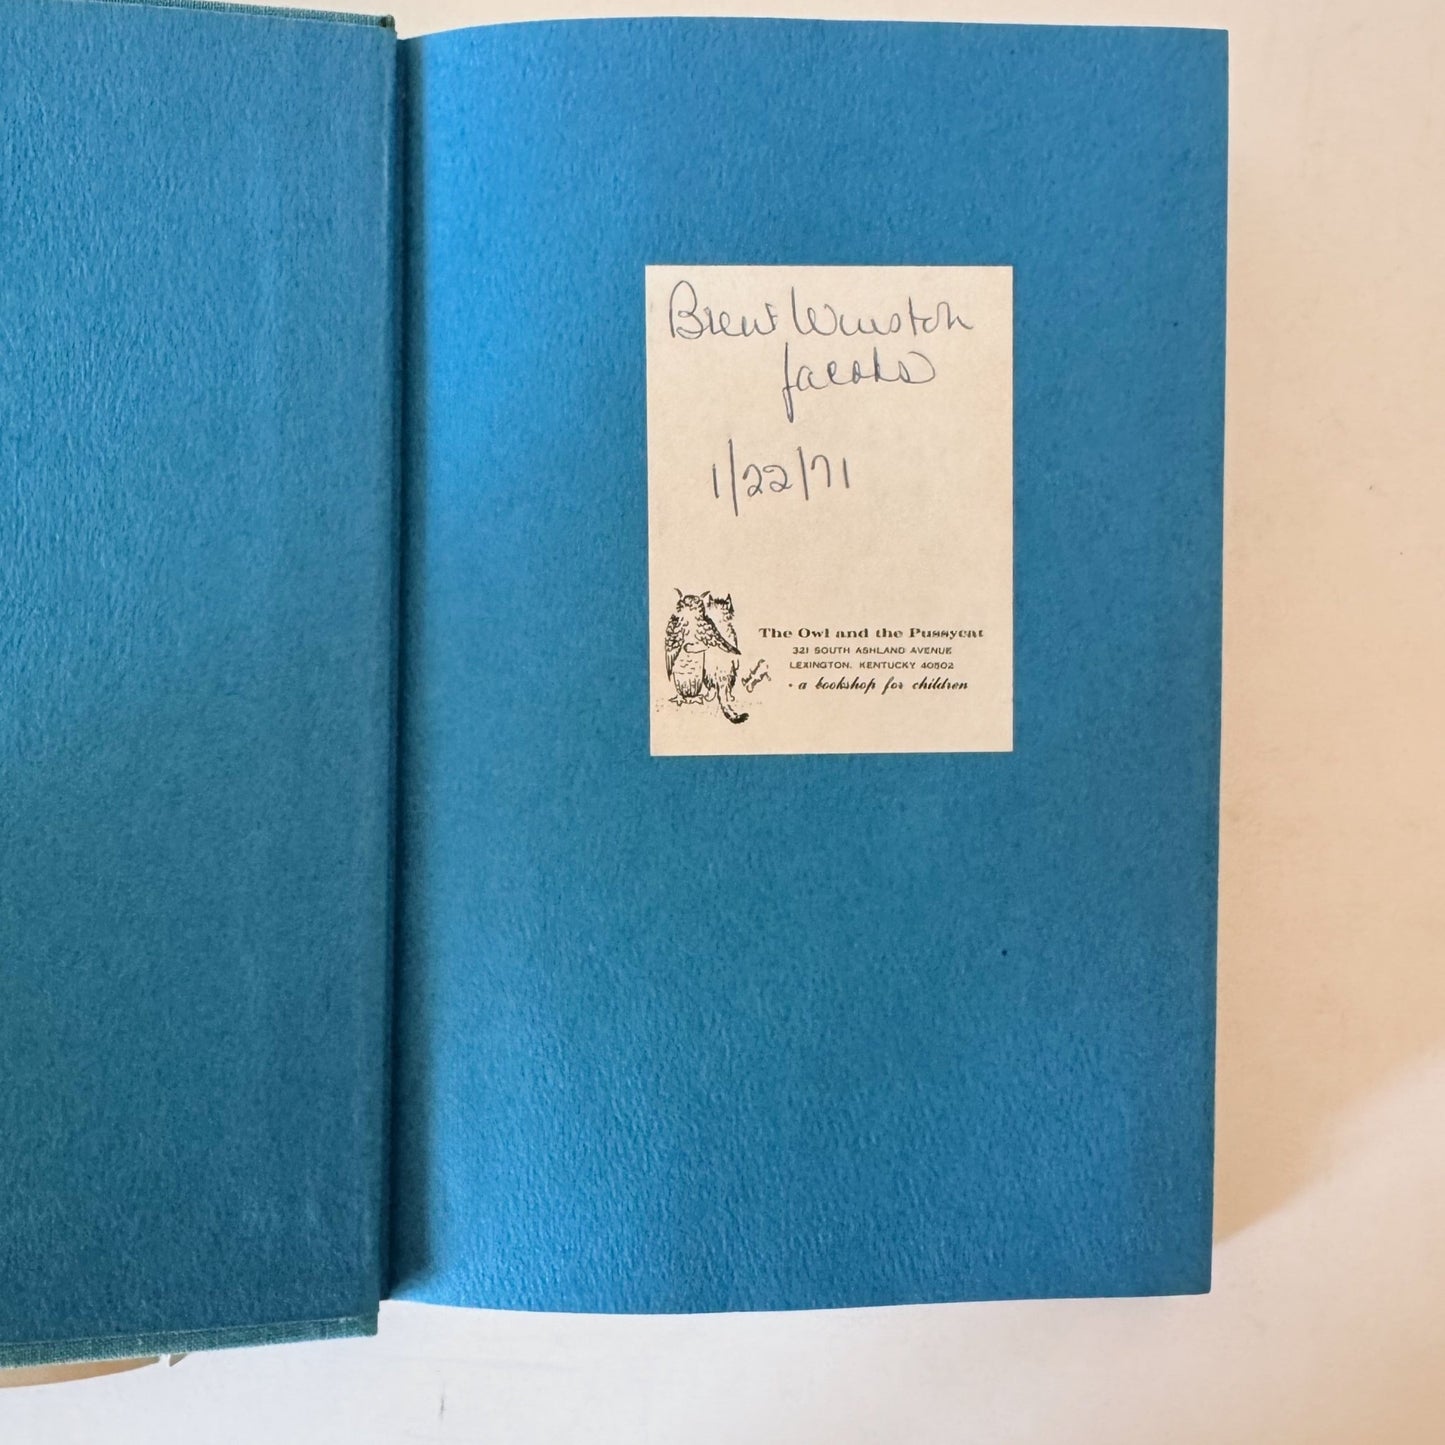 Brent Winston
Jacobs
1/22/71
The Owl and the Pussycat
321 SOUTH ASHLAND AVENUE
LEXINGTON, KENTUCKY 40502
- a bookshop for children